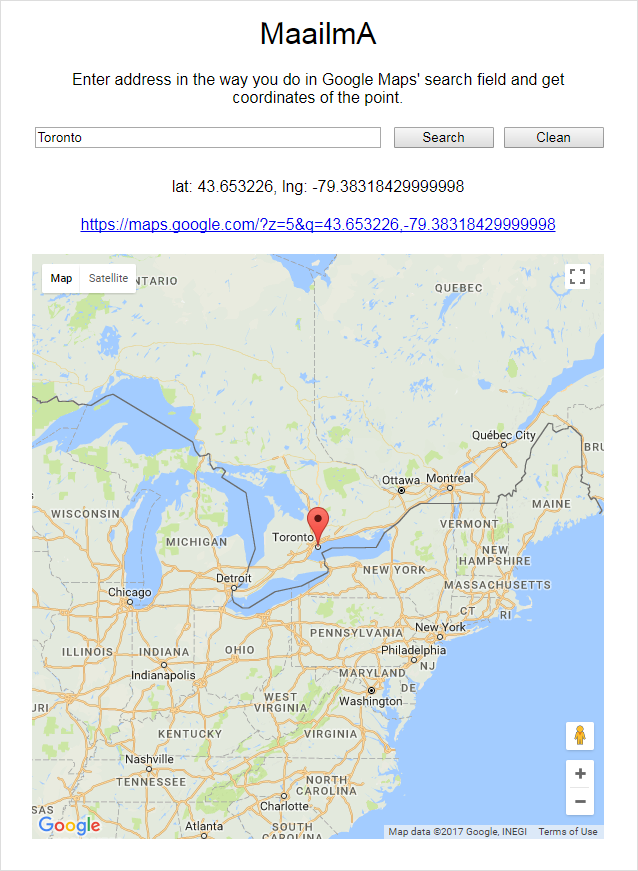 MaailmA
Enter address in the way you do in Google Maps' search field and get
coordinates of the point.
Toronto
Search
Clean
lat: 43.653226, lng: -79.38318429999998
https://maps.google.com/?z=5&q=43.653226,-79.38318429999998
Map
Satellite
NTARIO
QUEBEC
Québec City
BRU
Ottawa
Montreal
MAINE
WISCONSIN
VERMONT
Toronto
MICHIGAN
NEW
HAMPSHIRE
NEW YORK
Detroit
MASSACHUSETTS
Chicago
CT
RI
New York
PENNSYLVANIA
ILLINOIS
INDIANA
OHIO
Philadelphia
NJ
Indianapolis
MARYLAND
DE
Washington
WEST
VIRGINIA
URI
KENTUCKY
VIRGINIA
Nashville
TENNESSEE
NORTH
CAROLINA
Charlotte
SAS
Atlanta
SOUTH
CAROLINA
Google
Map data ©2017 Google, INEGI
Terms of Use